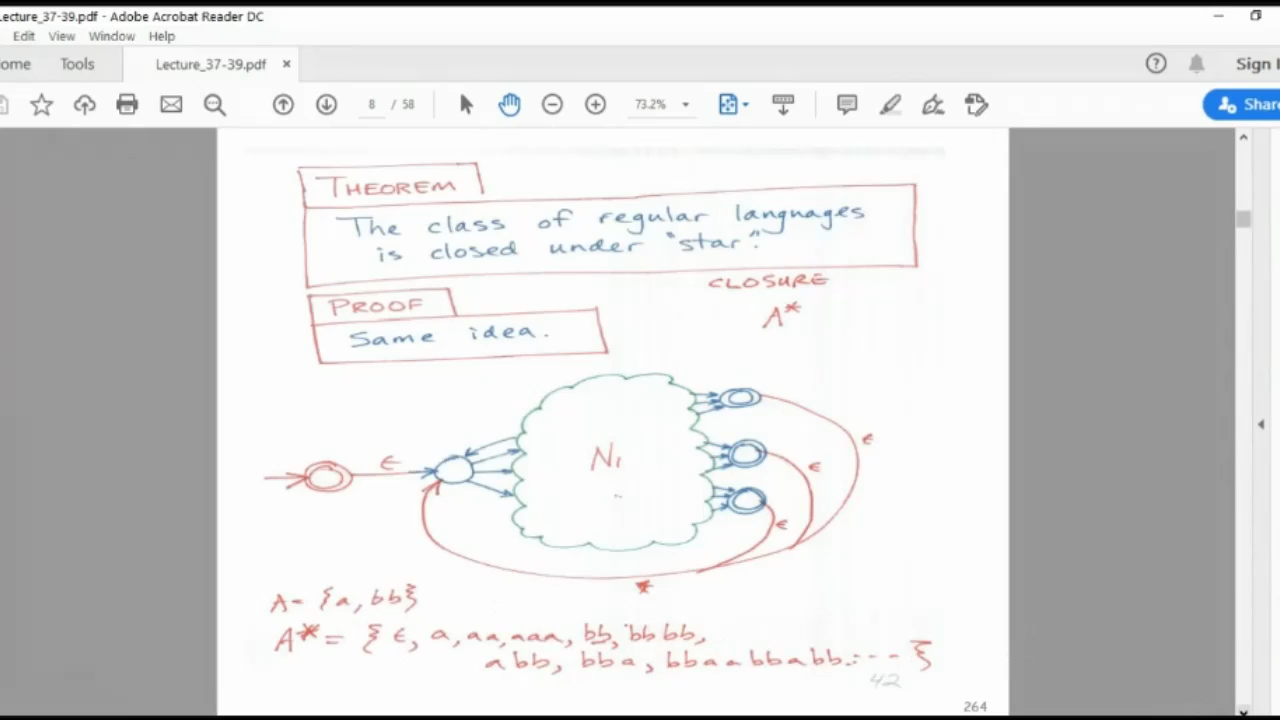 Lecture_37-39.pdf - Adobe Acrobat Reader DC
Edit View Window Help
ome Tools Lecture_37-39.pdf × Sign I
8 / 58 73.2% Share
THEOREM
The class of regular languages
is closed under "star".
CLOSURE
A*
PROOF
Same idea.
ϵ
N₁
ϵ
ϵ
ϵ
*
A = {a, bb}
A* = { ϵ, a, aa, aaa, bb, bbbb,
abb, bba, bbaabbabb.---- }
42
264